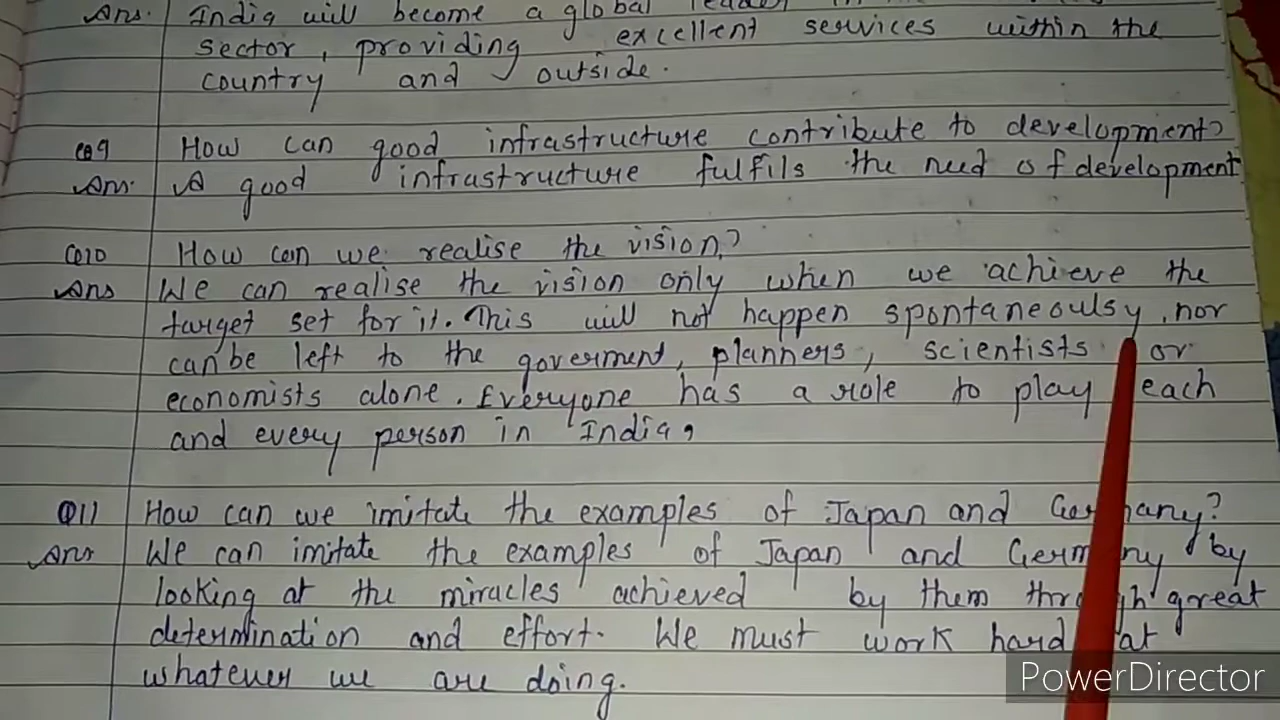 Ans. India will become a global leader in
sector, providing excellent services within the
country and outside.
Q9 How can good infrastructure contribute to development?
Ans. A good infrastructure fulfils the need of development
Q10 How can we realise the vision?
Ans We can realise the vision only when we achieve the
target set for it. This will not happen spontaneoulsy, nor
can be left to the goverment, planners, scientists or
economists alone. Everyone has a role to play each
and every person in India,
Q11 How can we imitate the examples of Japan and Germany?
Ans We can imitate the examples of Japan and Germany by
looking at the miracles achieved by them through great
determination and effort. We must work hard at
whatever we are doing.
PowerDirector